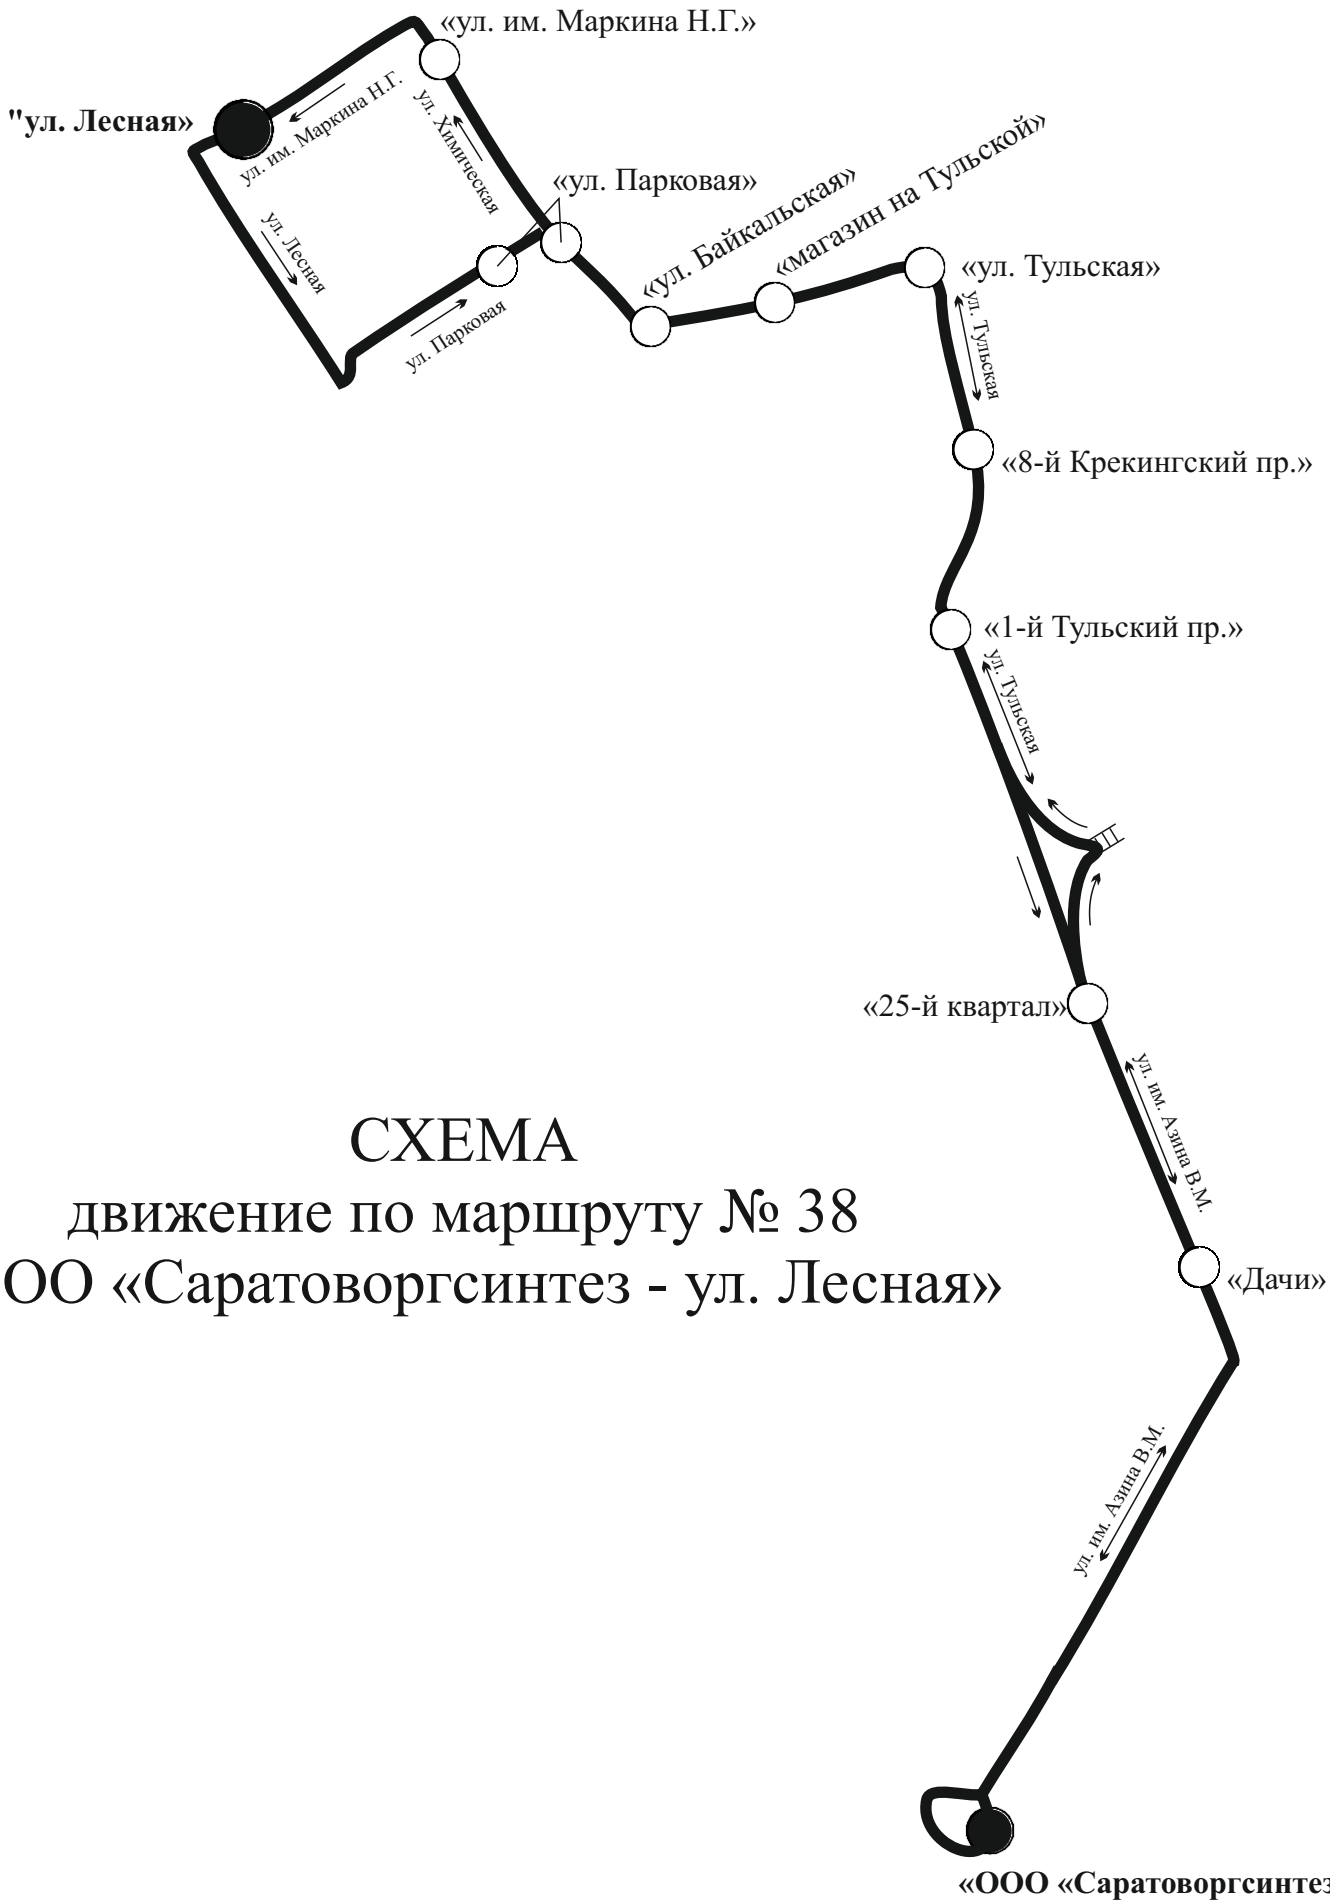 «ул. им. Маркина Н.Г.»
"ул. Лесная»
ул. им. Маркина Н.Г.
ул. Химическая
«ул. Парковая»
ул. Лесная
ул. Парковая
«ул. Байкальская»
«магазин на Тульской»
«ул. Тульская»
ул. Тульская
«8-й Крекингский пр.»
«1-й Тульский пр.»
ул. Тульская
«25-й квартал»
ул. им. Азина В.М.
СХЕМА
движение по маршруту № 38
ОО «Саратоворгсинтез - ул. Лесная»
«Дачи»
ул. им. Азина В.М.
«ООО «Саратоворгсинтез